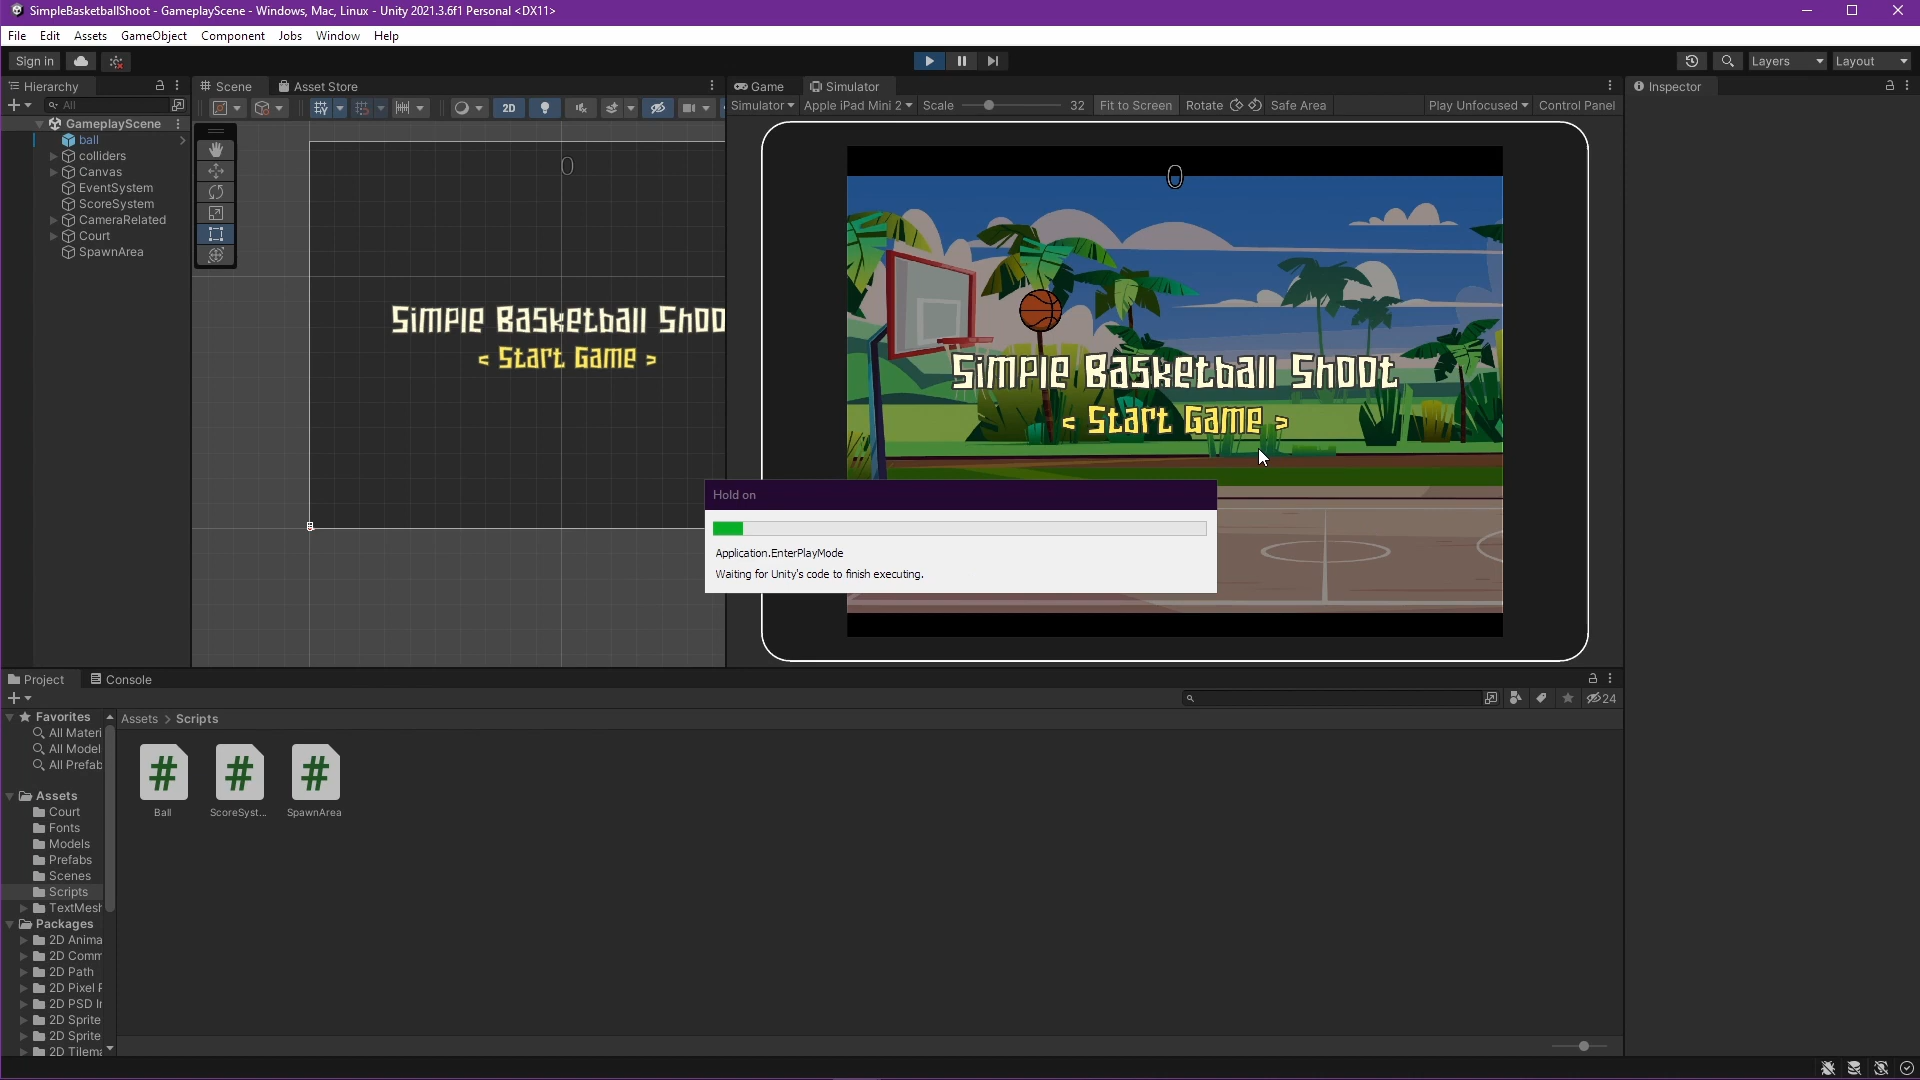 SimpleBasketballShoot - GameplayScene - Windows, Mac, Linux - Unity 2021.3.6f1 Personal <DX11>
File Edit Assets GameObject Component Jobs Window Help
Sign in Layers Layout
Hierarchy Scene Asset Store Game Simulator Inspector
All 2D Simulator Apple iPad Mini 2 Scale 32 Fit to Screen Rotate Safe Area Play Unfocused Control Panel
GameplayScene
ball
colliders
Canvas
EventSystem
ScoreSystem
CameraRelated
Court
SpawnArea
0
Simple Basketball Shoo
< Start Game >
0
Simple Basketball Shoot
< Start Game >
Hold on
Application.EnterPlayMode
Waiting for Unity's code to finish executing.
Project Console
24
Favorites
All Materi
All Model
All Prefab
Assets
Court
Fonts
Models
Prefabs
Scenes
Scripts
TextMesh
Packages
2D Anima
2D Comm
2D Path
2D Pixel P
2D PSD Ir
2D Sprite
2D Sprite
2D Tilema
Assets > Scripts
#
#
#
Ball
ScoreSyst...
SpawnArea